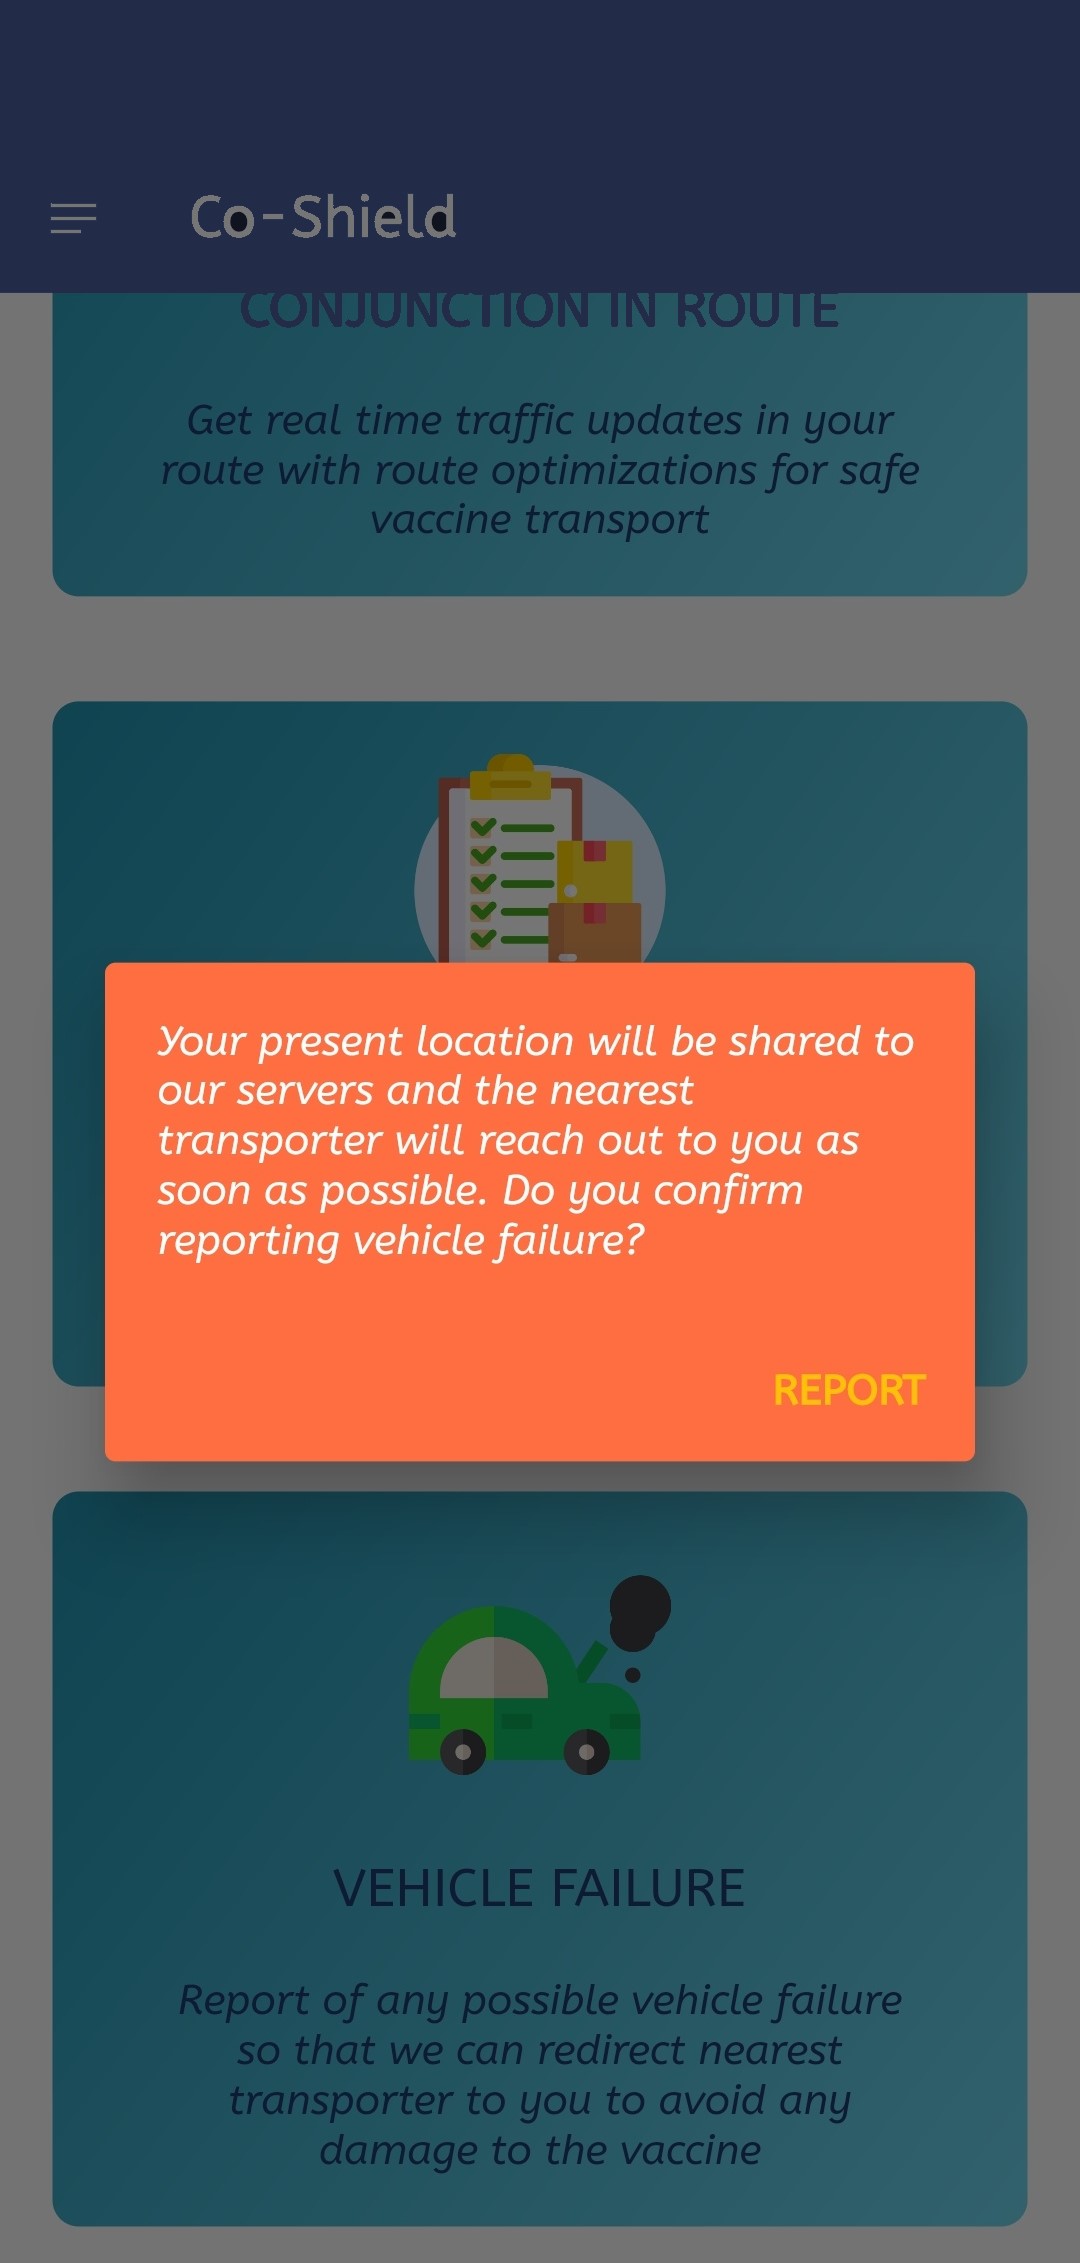 Co-Shield
CONJUNCTION IN ROUTE
Get real time traffic updates in your
route with route optimizations for safe
vaccine transport
Your present location will be shared to
our servers and the nearest
transporter will reach out to you as
soon as possible. Do you confirm
reporting vehicle failure?
REPORT
VEHICLE FAILURE
Report of any possible vehicle failure
so that we can redirect nearest
transporter to you to avoid any
damage to the vaccine